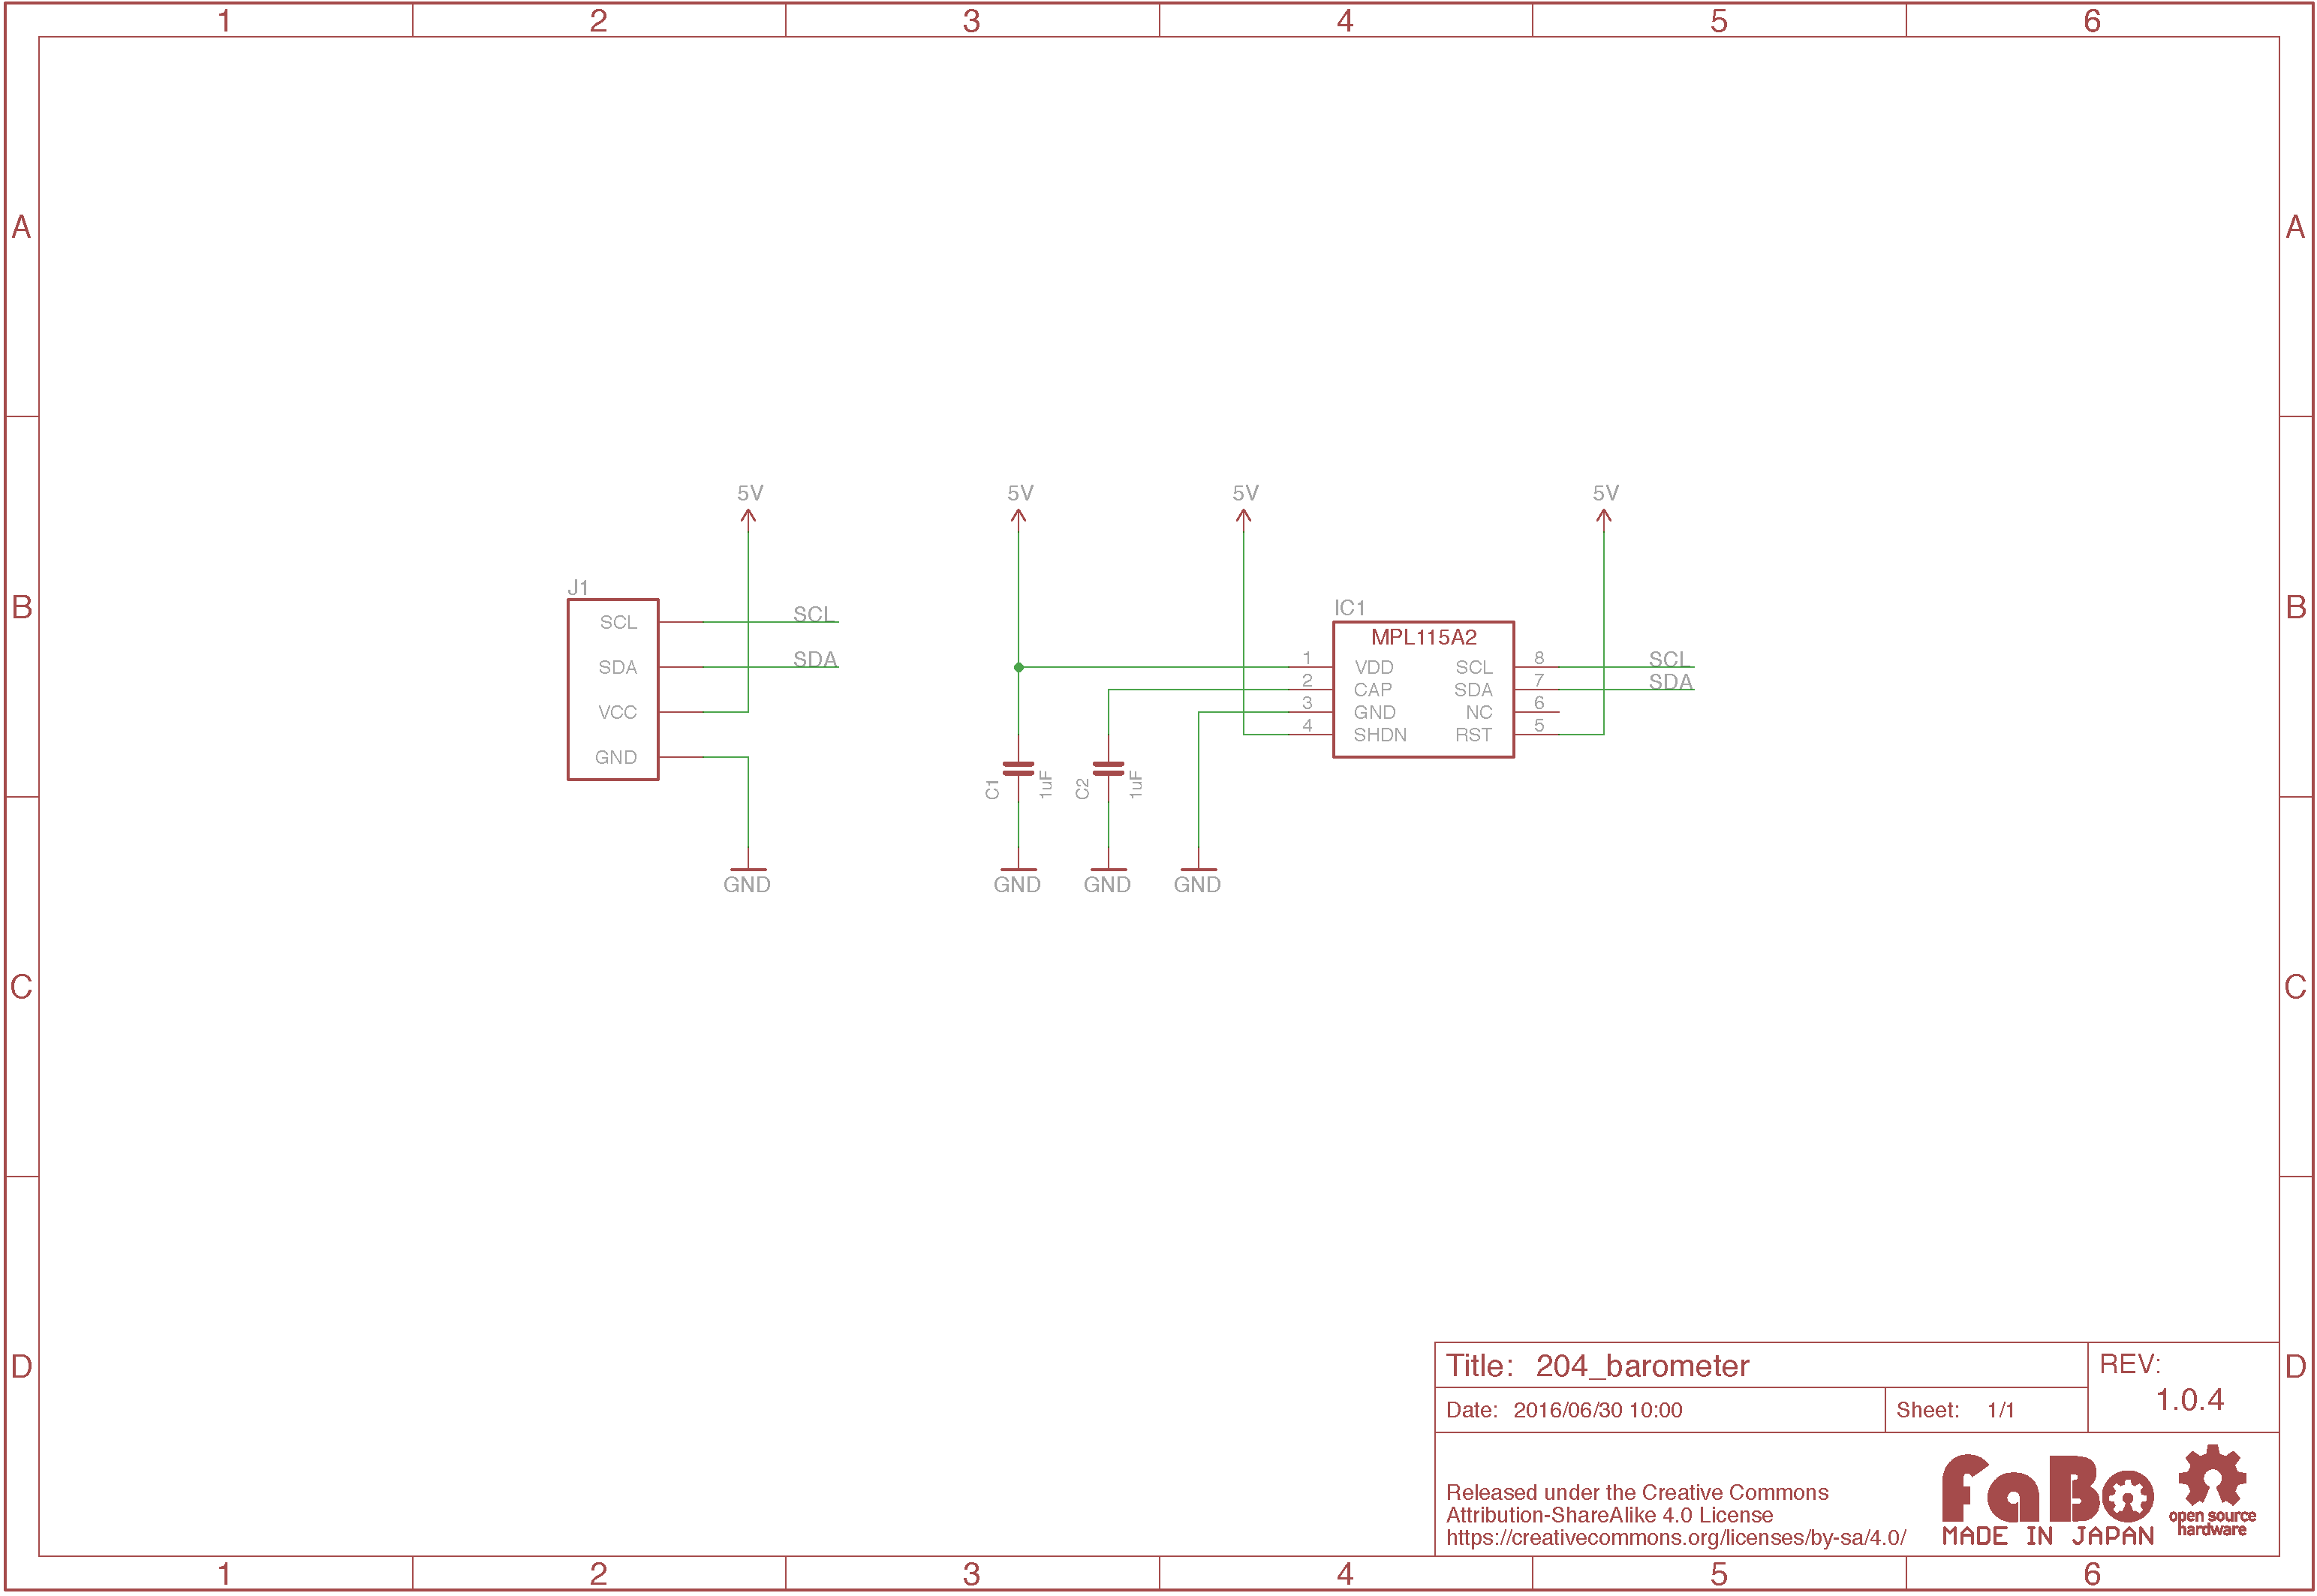 1 2 3 4 5 6
A A
5V 5V 5V 5V
J1
B B
IC1
SCL SCL
MPL115A2
SDA SDA
1 VDD SCL 8 SCL
2 CAP SDA 7 SDA
VCC
3 GND NC 6
4 SHDN RST 5
GND
C1 1uF C2 1uF
GND GND GND GND
C C
D D
Title: 204_barometer
REV:
1.0.4
Date: 2016/06/30 10:00
Sheet: 1/1
Released under the Creative Commons
Attribution-ShareAlike 4.0 License
https://creativecommons.org/licenses/by-sa/4.0/
FaBo
MADE IN JAPAN
open source
hardware
1 2 3 4 5 6